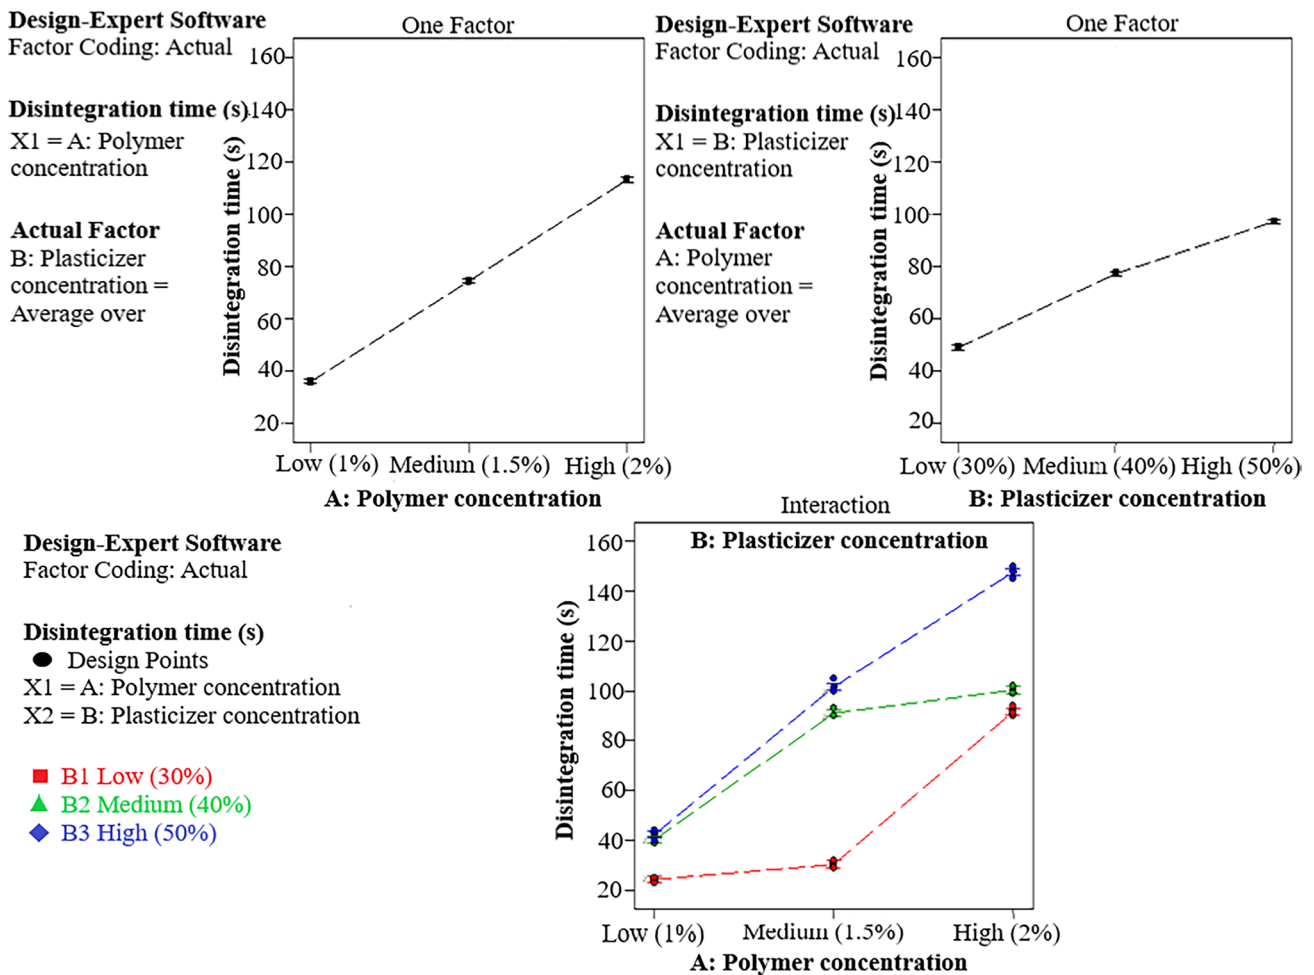 Design-Expert Software
Factor Coding: Actual
Disintegration time (s)
X1 = A: Polymer
concentration
Actual Factor
B: Plasticizer
concentration =
Average over
One Factor
Disintegration time (s)
160
140
120
100
80
60
40
20
Low (1%) Medium (1.5%) High (2%)
A: Polymer concentration
Design-Expert Software
Factor Coding: Actual
Disintegration time (s)
X1 = B: Plasticizer
concentration
Actual Factor
A: Polymer
concentration =
Average over
One Factor
Disintegration time (s)
160
140
120
100
80
60
40
20
Low (30%) Medium (40%) High (50%)
B: Plasticizer concentration
Design-Expert Software
Factor Coding: Actual
Disintegration time (s)
Design Points
X1 = A: Polymer concentration
X2 = B: Plasticizer concentration
B1 Low (30%)
B2 Medium (40%)
B3 High (50%)
Interaction
B: Plasticizer concentration
Disintegration time (s)
160
140
120
100
80
60
40
20
Low (1%) Medium (1.5%) High (2%)
A: Polymer concentration